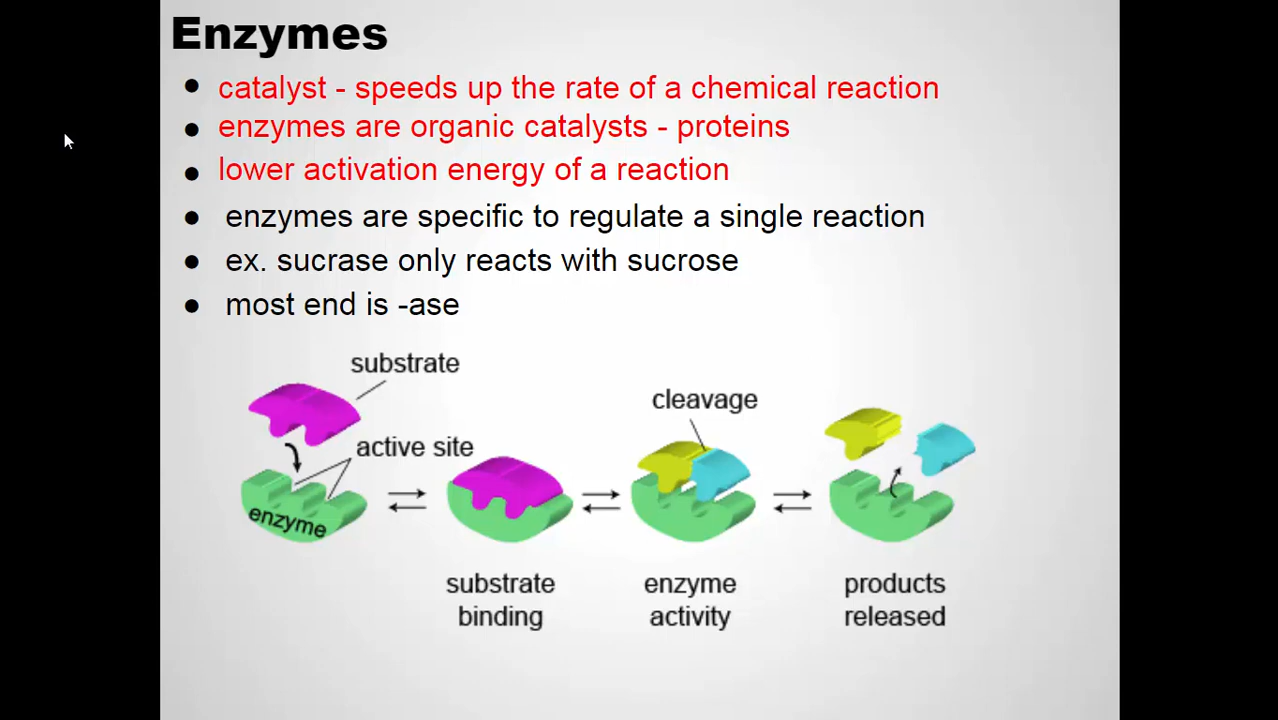 Enzymes
● catalyst - speeds up the rate of a chemical reaction
● enzymes are organic catalysts - proteins
● lower activation energy of a reaction
● enzymes are specific to regulate a single reaction
● ex. sucrase only reacts with sucrose
● most end is -ase
substrate
active site
enzyme
cleavage
substrate
binding
enzyme
activity
products
released